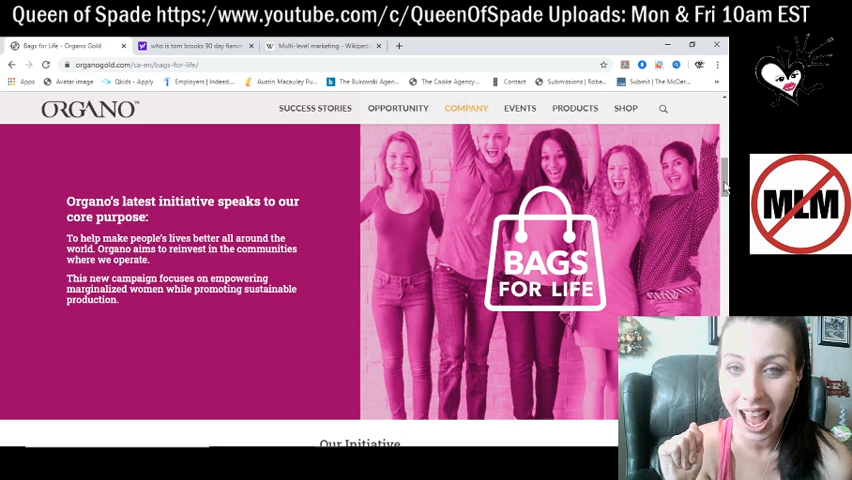 Queen of Spade https:/www.youtube.com/c/QueenOfSpade Uploads: Mon & Fri 10am EST
Bags for Life - Organo Gold
who is tom brooks 90 day fianc
Multi-level marketing - Wikiped
organogold.com/ca-en/bags-for-life/
Apps
Avatar image
Qkids - Apply
Employers | Indeed...
Austin Macauley Pu...
The Bukowski Agen...
The Cooke Agency...
Contact
Submissions | Robe...
Submit | The McDer...
ORGANO™
SUCCESS STORIES
OPPORTUNITY
COMPANY
EVENTS
PRODUCTS
SHOP
Organo's latest initiative speaks to our
core purpose:
To help make people's lives better all around the
world. Organo aims to reinvest in the communities
where we operate.
This new campaign focuses on empowering
marginalized women while promoting sustainable
production.
BAGS
FOR LIFE
MLM
Our Initiative